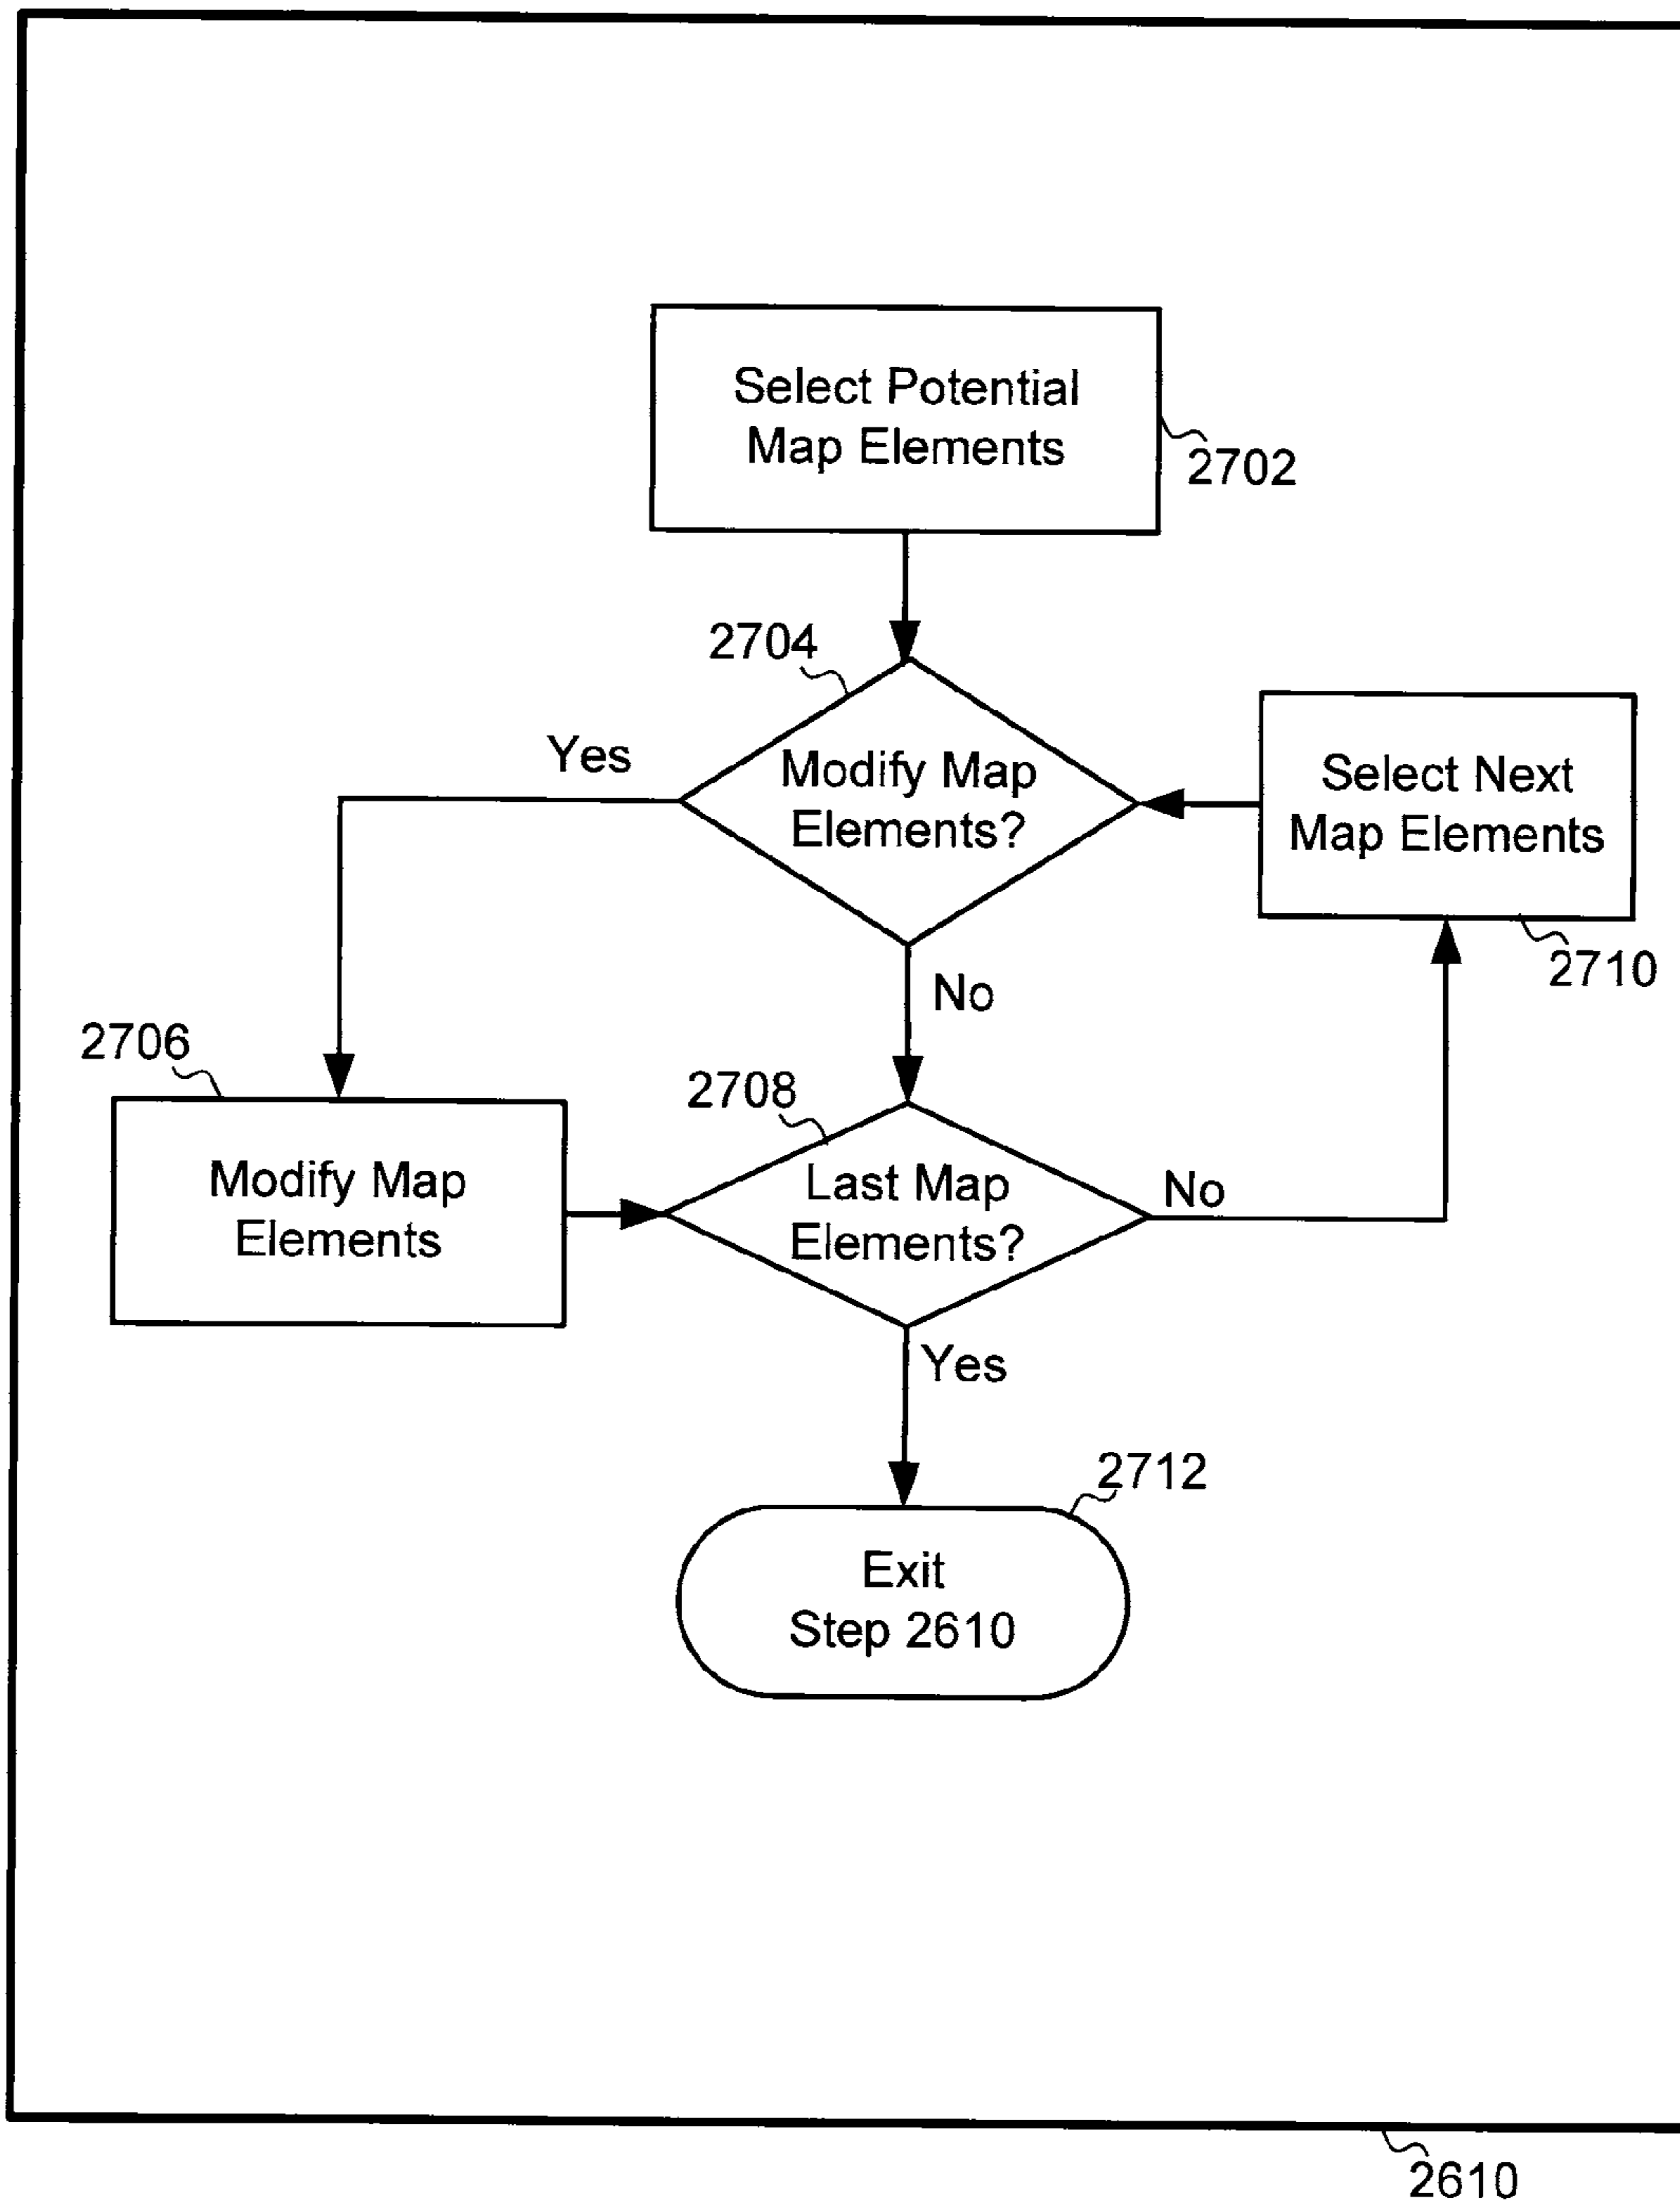 Select Potential
Map Elements
2702
2704
Yes
Modify Map
Elements?
Select Next
Map Elements
2710
No
2706
2708
Modify Map
Elements
Last Map
Elements?
No
Yes
2712
Exit
Step 2610
2610